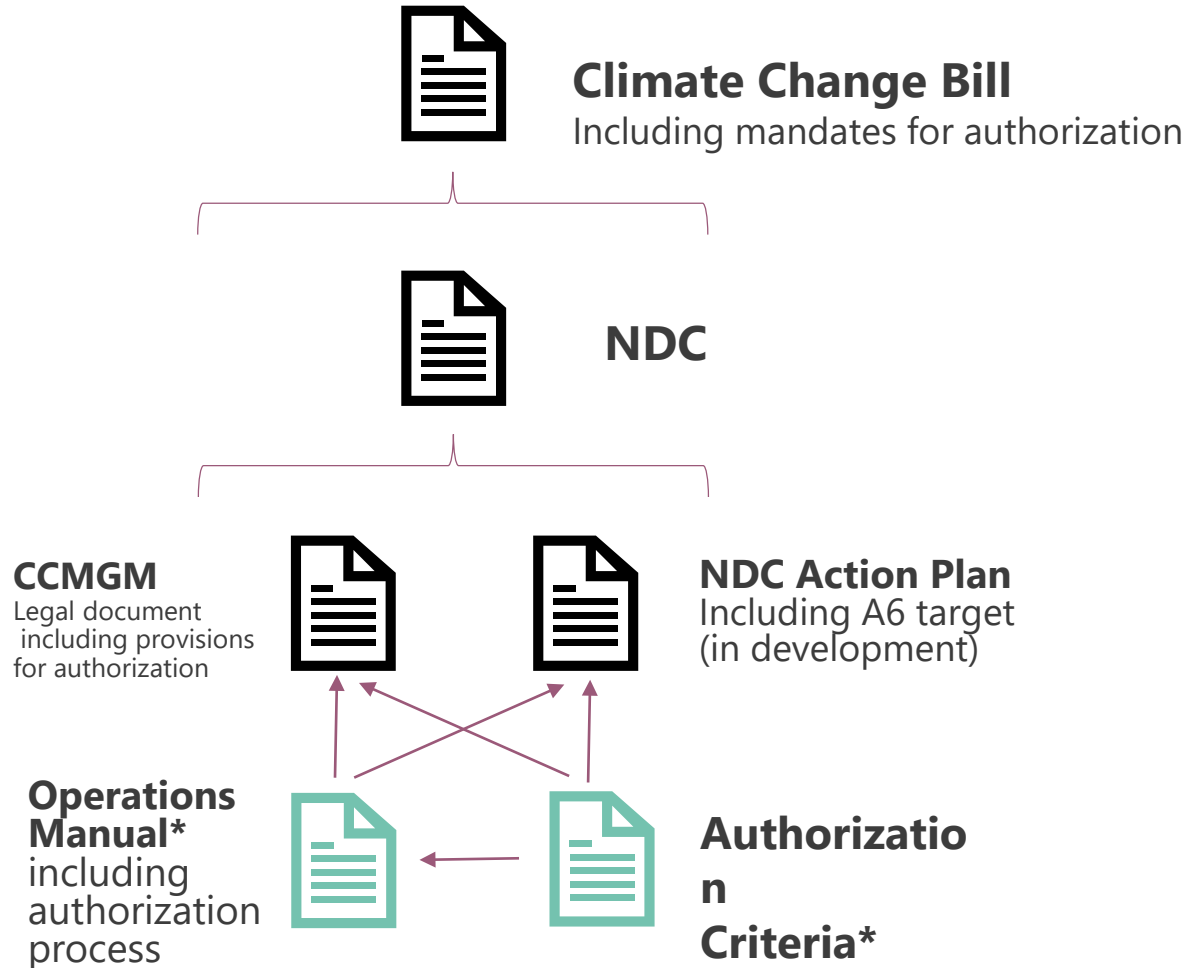 Climate Change Bill
Including mandates for authorization
NDC
CCMGM
Legal document
including provisions
for authorization
NDC Action Plan
Including A6 target
(in development)
Operations
Manual*
including
authorization
process
Authorizatio
n
Criteria*